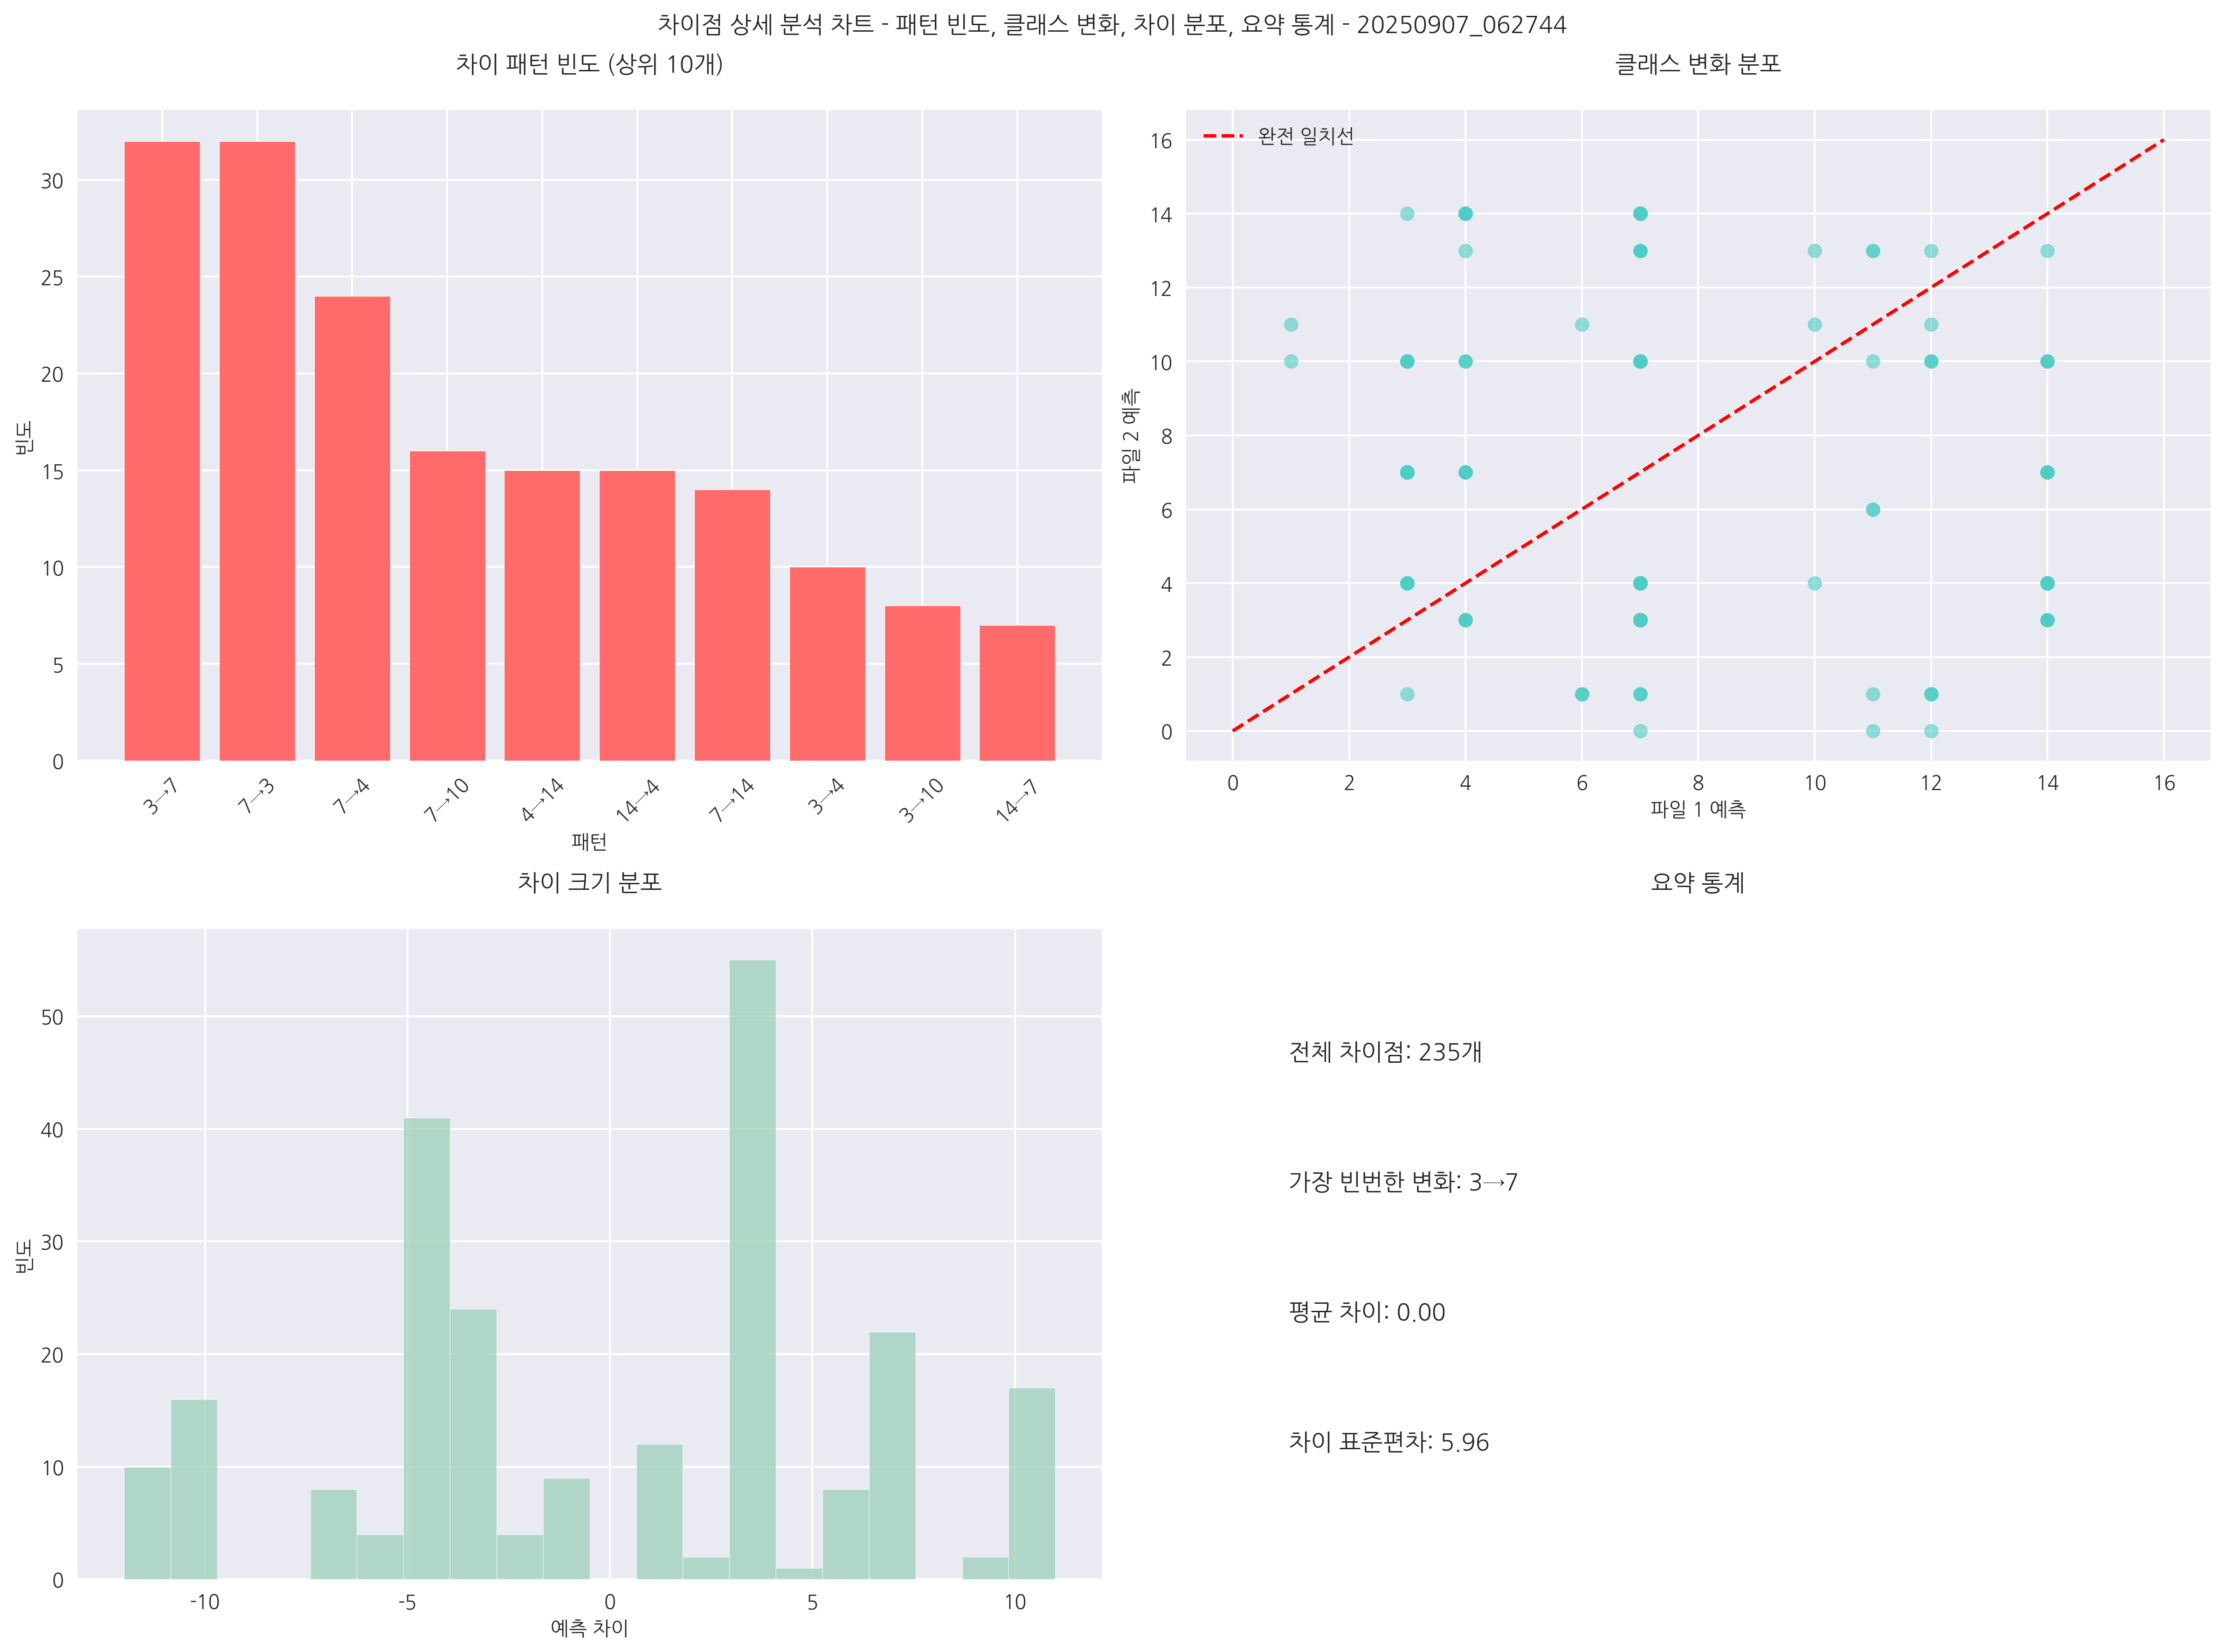 차이점 상세 분석 차트 - 패턴 빈도, 클래스 변화, 차이 분포, 요약 통계 - 20250907_062744
차이 패턴 빈도 (상위 10개)
빈도
30
25
20
15
10
5
0
3→7 7→3 7→4 7→10 4→14 14→4 7→14 3→4 3→10 14→7
패턴
클래스 변화 분포
완전 일치선
파일 2 예측
16
14
12
10
8
6
4
2
0
0 2 4 6 8 10 12 14 16
파일 1 예측
차이 크기 분포
빈도
50
40
30
20
10
0
-10 -5 0 5 10
예측 차이
요약 통계
전체 차이점: 235개
가장 빈번한 변화: 3→7
평균 차이: 0.00
차이 표준편차: 5.96